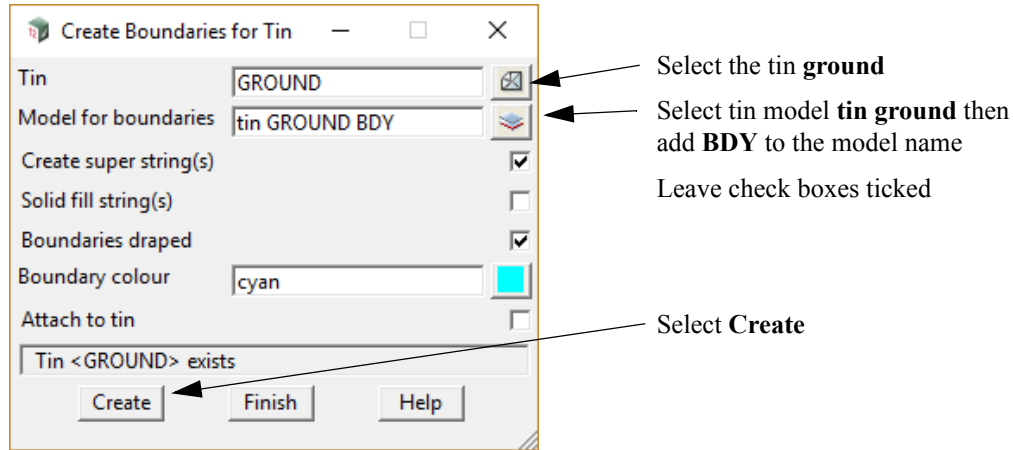 Create Boundaries for Tin
Tin GROUND
Select the tin ground
Model for boundaries tin GROUND BDY
Select tin model tin ground then
add BDY to the model name
Create super string(s)
Leave check boxes ticked
Solid fill string(s)
Boundaries draped
Boundary colour cyan
Attach to tin
Select Create
Tin <GROUND> exists
Create Finish Help